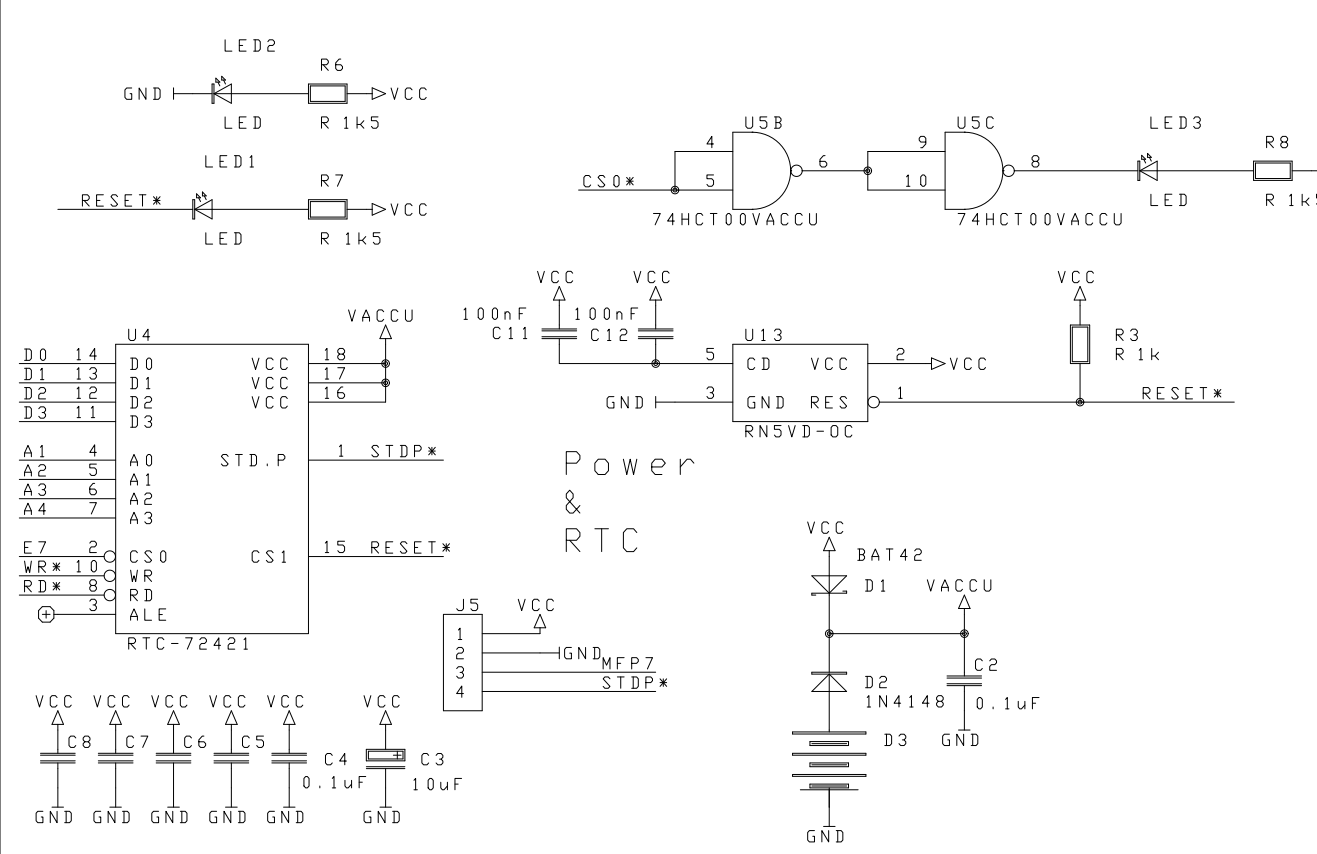 LED2
R6
GND VCC
LED R 1k5
LED1
R7
RESET* VCC
LED R 1k5
U5B U5C LED3
R8
4 9
6 8
CS0* 5 10
LED
74HCT00VACCU 74HCT00VACCU
VCC VCC VCC
VACCU
100nF 100nF
C11 C12
U4 U13 R3
R 1k
D0 14 D0 VCC 18
D1 13 D1 VCC 17
D2 12 D2 VCC 16
D3 11 D3
5 CD VCC 2 VCC
GND 3 GND RES 1 RESET*
RN5VD-0C
A1 4 A0 STD.P 1 STDP*
A2 5 A1
A3 6 A2
A4 7 A3
E7 2 CS0 CS1 15 RESET*
WR* 10 WR
RD* 8 RD
3 ALE
RTC-72421
Power
&
RTC
VCC
BAT42
D1 VACCU
J5 VCC
1
2 GND
3 MFP7
4 STDP*
C2
0.1uF
GND
D2
1N4148
D3
GND
VCC VCC VCC VCC VCC VCC
C8 C7 C6 C5
C4 C3
0.1uF 10uF
GND GND GND GND GND GND